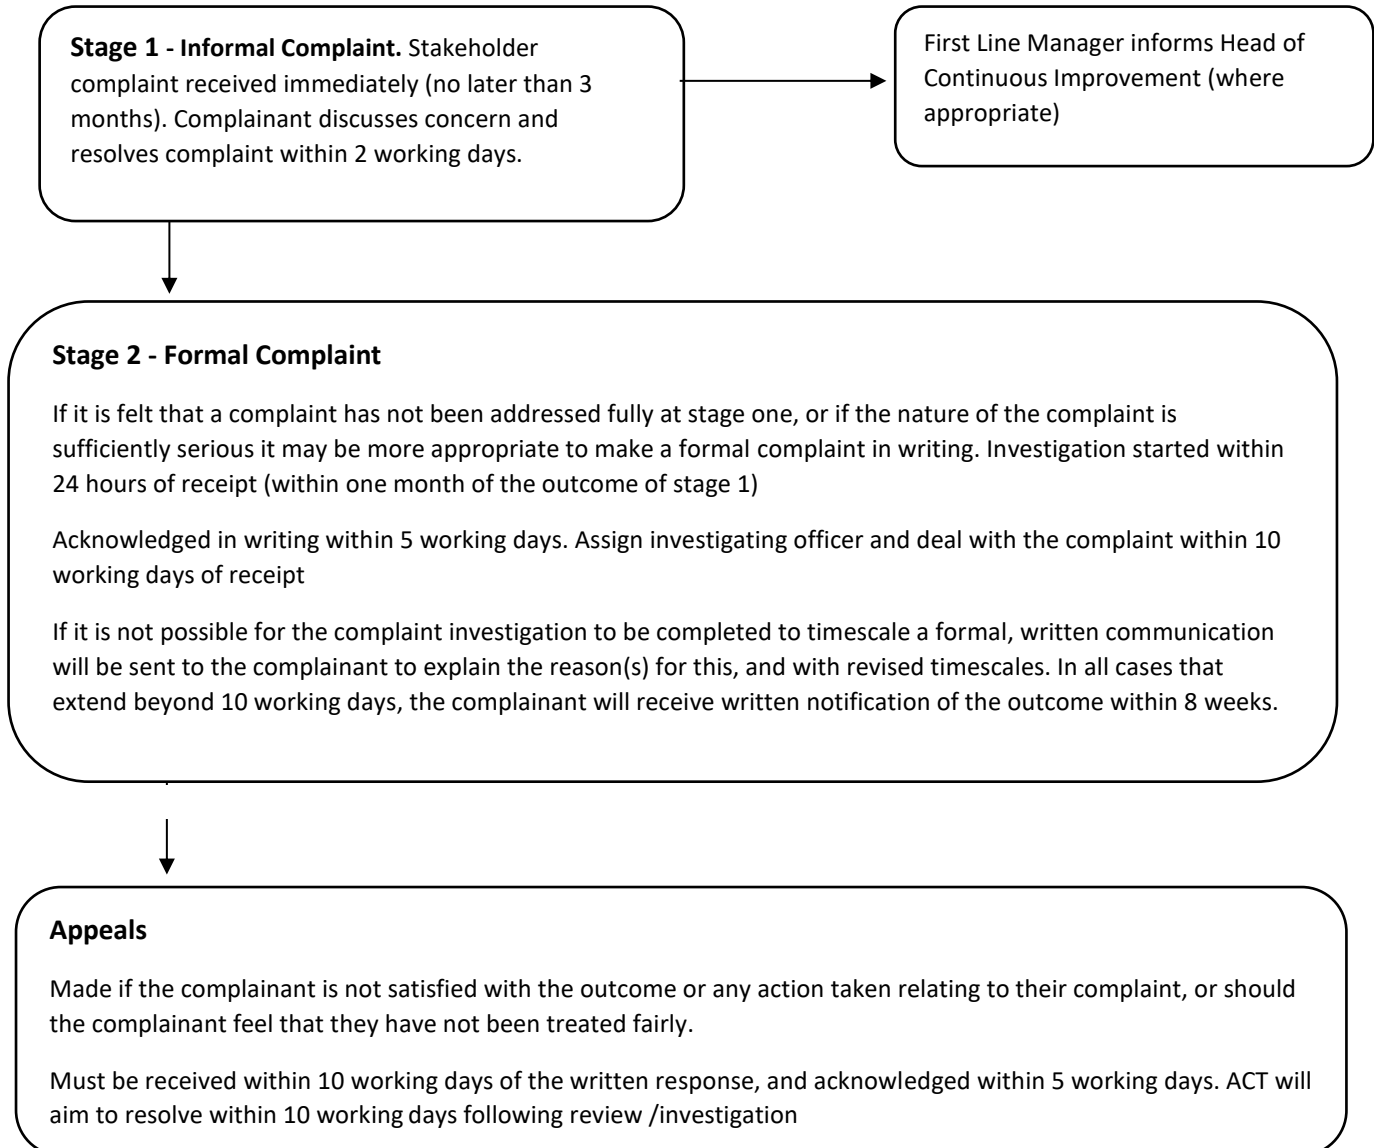 Stage 1 - Informal Complaint. Stakeholder
complaint received immediately (no later than 3
months). Complainant discusses concern and
resolves complaint within 2 working days.
First Line Manager informs Head of
Continuous Improvement (where
appropriate)
Stage 2 - Formal Complaint
If it is felt that a complaint has not been addressed fully at stage one, or if the nature of the complaint is
sufficiently serious it may be more appropriate to make a formal complaint in writing. Investigation started within
24 hours of receipt (within one month of the outcome of stage 1)
Acknowledged in writing within 5 working days. Assign investigating officer and deal with the complaint within 10
working days of receipt
If it is not possible for the complaint investigation to be completed to timescale a formal, written communication
will be sent to the complainant to explain the reason(s) for this, and with revised timescales. In all cases that
extend beyond 10 working days, the complainant will receive written notification of the outcome within 8 weeks.
Appeals
Made if the complainant is not satisfied with the outcome or any action taken relating to their complaint, or should
the complainant feel that they have not been treated fairly.
Must be received within 10 working days of the written response, and acknowledged within 5 working days. ACT will
aim to resolve within 10 working days following review /investigation